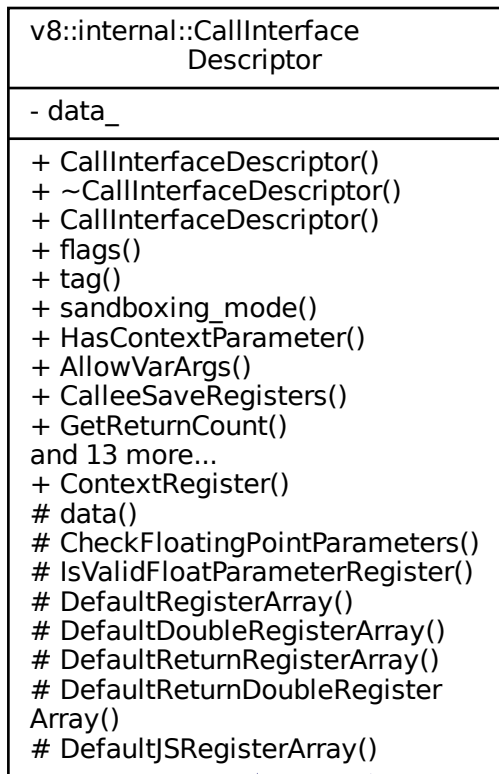 v8::internal::CallInterface
Descriptor
- data_
+ CallInterfaceDescriptor()
+ ~CallInterfaceDescriptor()
+ CallInterfaceDescriptor()
+ flags()
+ tag()
+ sandboxing_mode()
+ HasContextParameter()
+ AllowVarArgs()
+ CalleeSaveRegisters()
+ GetReturnCount()
and 13 more...
+ ContextRegister()
# data()
# CheckFloatingPointParameters()
# IsValidFloatParameterRegister()
# DefaultRegisterArray()
# DefaultDoubleRegisterArray()
# DefaultReturnRegisterArray()
# DefaultReturnDoubleRegister
Array()
# DefaultJSRegisterArray()